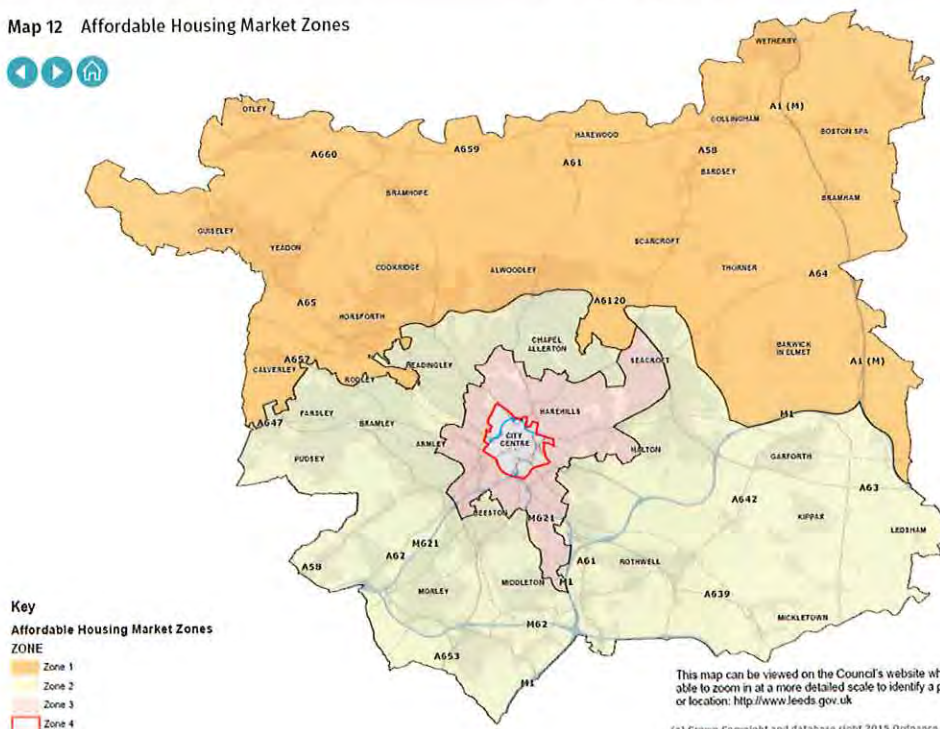 Map 12 Affordable Housing Market Zones
WETHERBY
A1 (M)
OTLEY
COLLINGHAM
HAREWOOD
BOSTON SPA
A660
A659
A61
A58
BARDSEY
BRAMHOPE
BRAMHAM
GUISELEY
SCARCROFT
YEADON
COOKRIDGE
ALWOODLEY
THORNER
A64
A65
A6120
HORSFORTH
CHAPEL
ALLERTON
BARWICK
IN ELMET
SEACROFT
A1 (M)
A657
HEADINGLEY
CALVERLEY
RODLEY
FARSLEY
HAREHILLS
M1
A647
BRAMLEY
ARMLEY
CITY
CENTRE
HALTON
PUDSEY
GARFORTH
A63
A642
BEESTON
M621
KIPPAX
LEDSHAM
M621
A62
A58
A61
ROTHWELL
MORLEY
MIDDLETON
M1
A639
M62
MICKLETOWN
A653
M1
Key
Affordable Housing Market Zones
ZONE
Zone 1
Zone 2
Zone 3
Zone 4
This map can be viewed on the Council's website
able to zoom in at a more detailed scale to identify a
or location: http://www.leeds.gov.uk